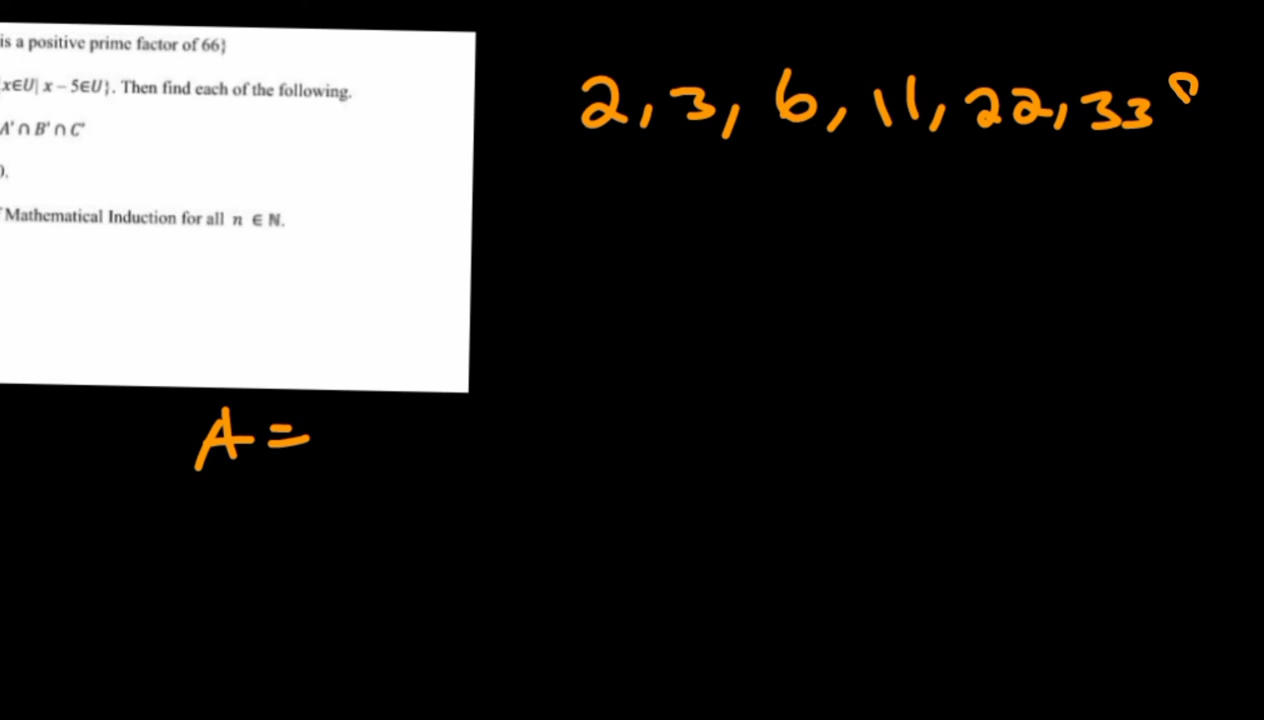 is a positive prime factor of 66}
x∈U| x – 5∈U}. Then find each of the following.
A' ∩ B' ∩ C'
).
Mathematical Induction for all n ∈ ℕ.
2, 3, 6, 11, 22, 33
A =